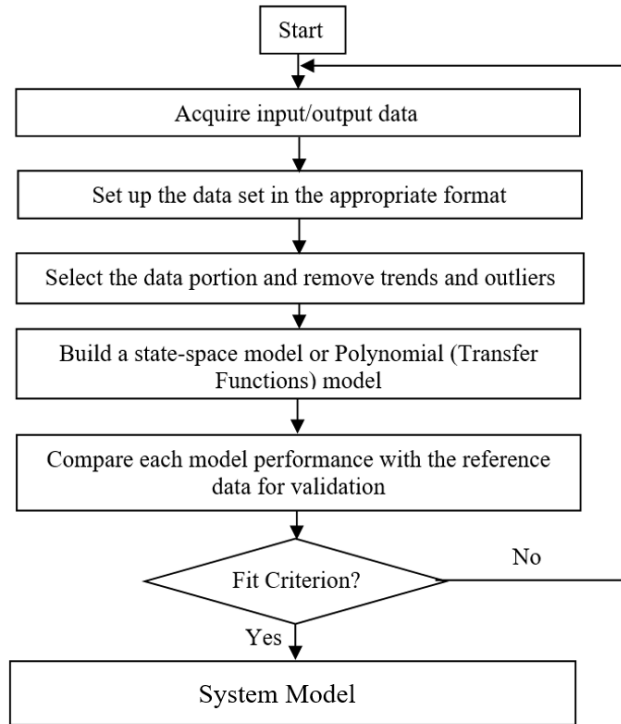 Start
Acquire input/output data
Set up the data set in the appropriate format
Select the data portion and remove trends and outliers
Build a state-space model or Polynomial (Transfer
Functions) model
Compare each model performance with the reference
data for validation
Fit Criterion?
No
Yes
System Model